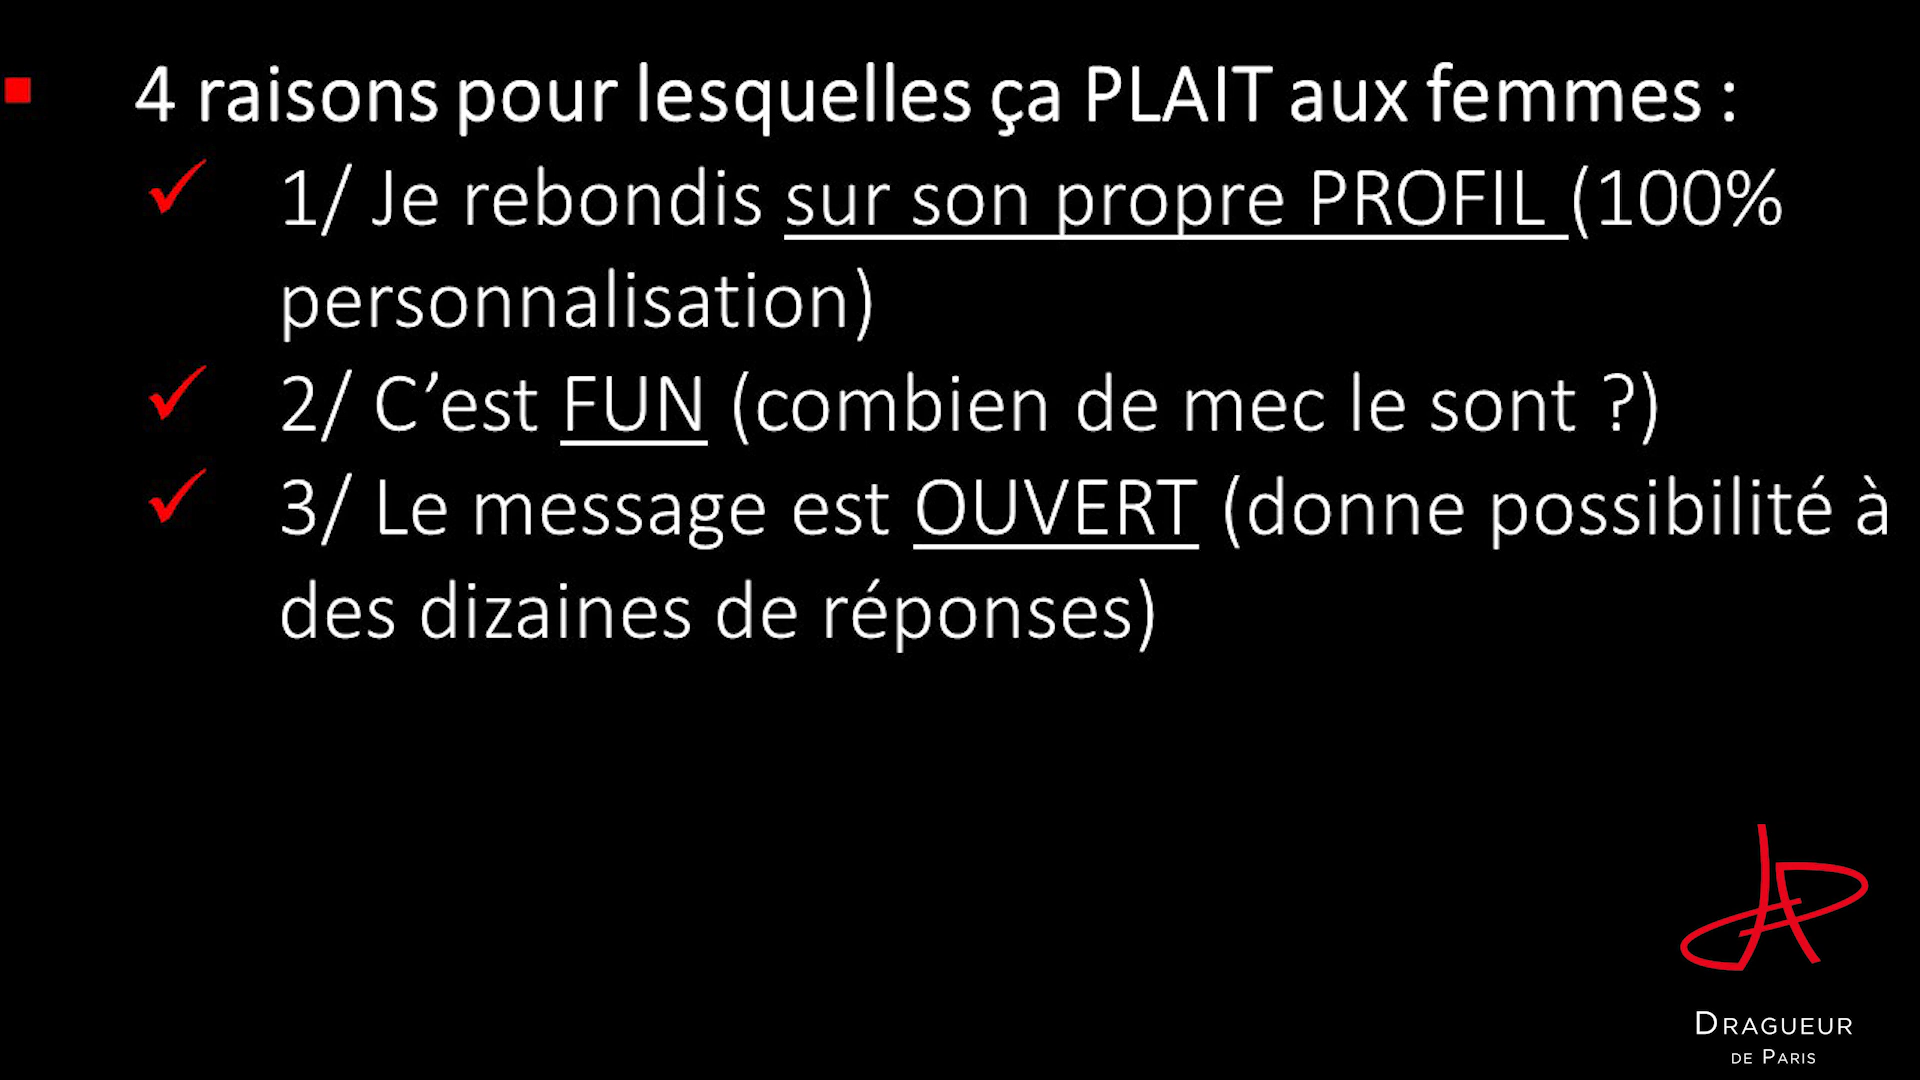 4 raisons pour lesquelles ça PLAIT aux femmes :
1/ Je rebondis sur son propre PROFIL (100%
personnalisation)
2/ C’est FUN (combien de mec le sont ?)
3/ Le message est OUVERT (donne possibilité à
des dizaines de réponses)
DRAGUEUR
DE PARIS